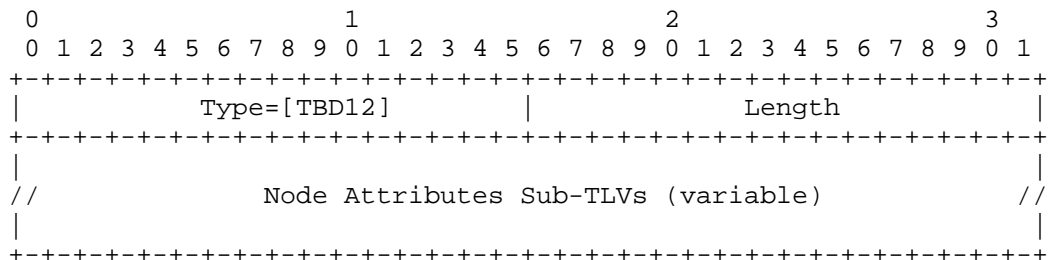 0                   1                   2                   3
 0 1 2 3 4 5 6 7 8 9 0 1 2 3 4 5 6 7 8 9 0 1 2 3 4 5 6 7 8 9 0 1
+-+-+-+-+-+-+-+-+-+-+-+-+-+-+-+-+-+-+-+-+-+-+-+-+-+-+-+-+-+-+-+-+
|           Type=[TBD12]        |             Length            |
+-+-+-+-+-+-+-+-+-+-+-+-+-+-+-+-+-+-+-+-+-+-+-+-+-+-+-+-+-+-+-+-+
|                                                               |
//              Node Attributes Sub-TLVs (variable)            //
|                                                               |
+-+-+-+-+-+-+-+-+-+-+-+-+-+-+-+-+-+-+-+-+-+-+-+-+-+-+-+-+-+-+-+-+